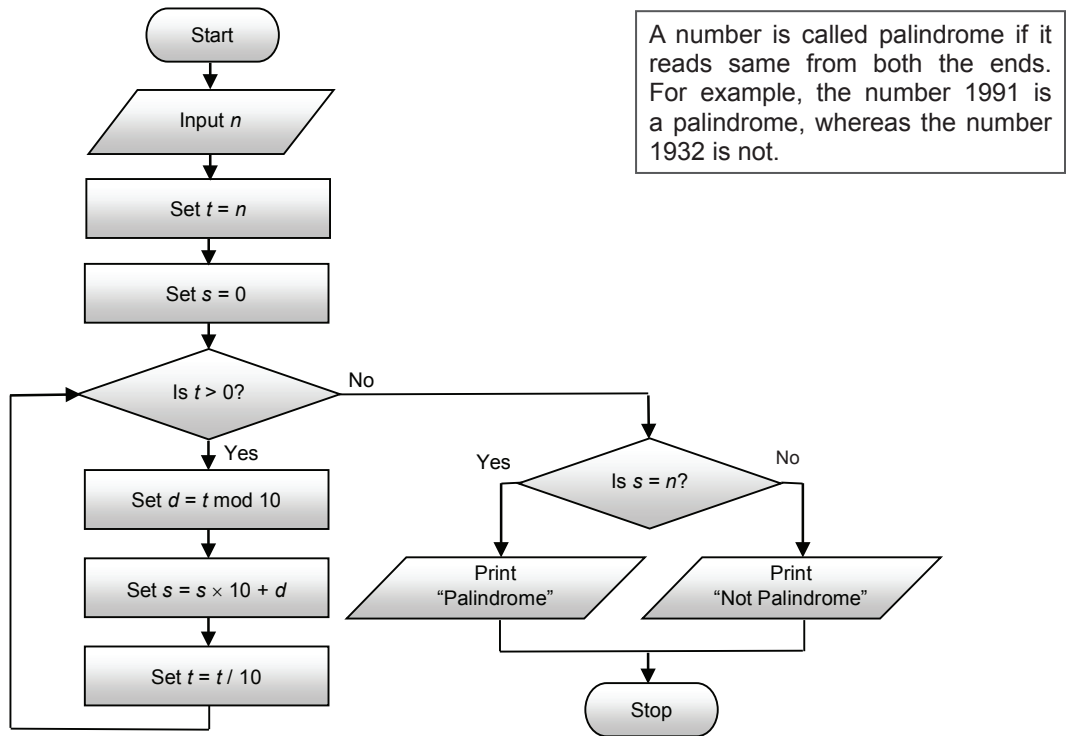 Start
A number is called palindrome if it
reads same from both the ends.
For example, the number 1991 is
a palindrome, whereas the number
1932 is not.
Input n
Set t = n
Set s = 0
Is t > 0?
No
Yes
Set d = t mod 10
Set s = s × 10 + d
Set t = t / 10
Is s = n?
Yes
No
Print
“Palindrome”
Print
“Not Palindrome”
Stop